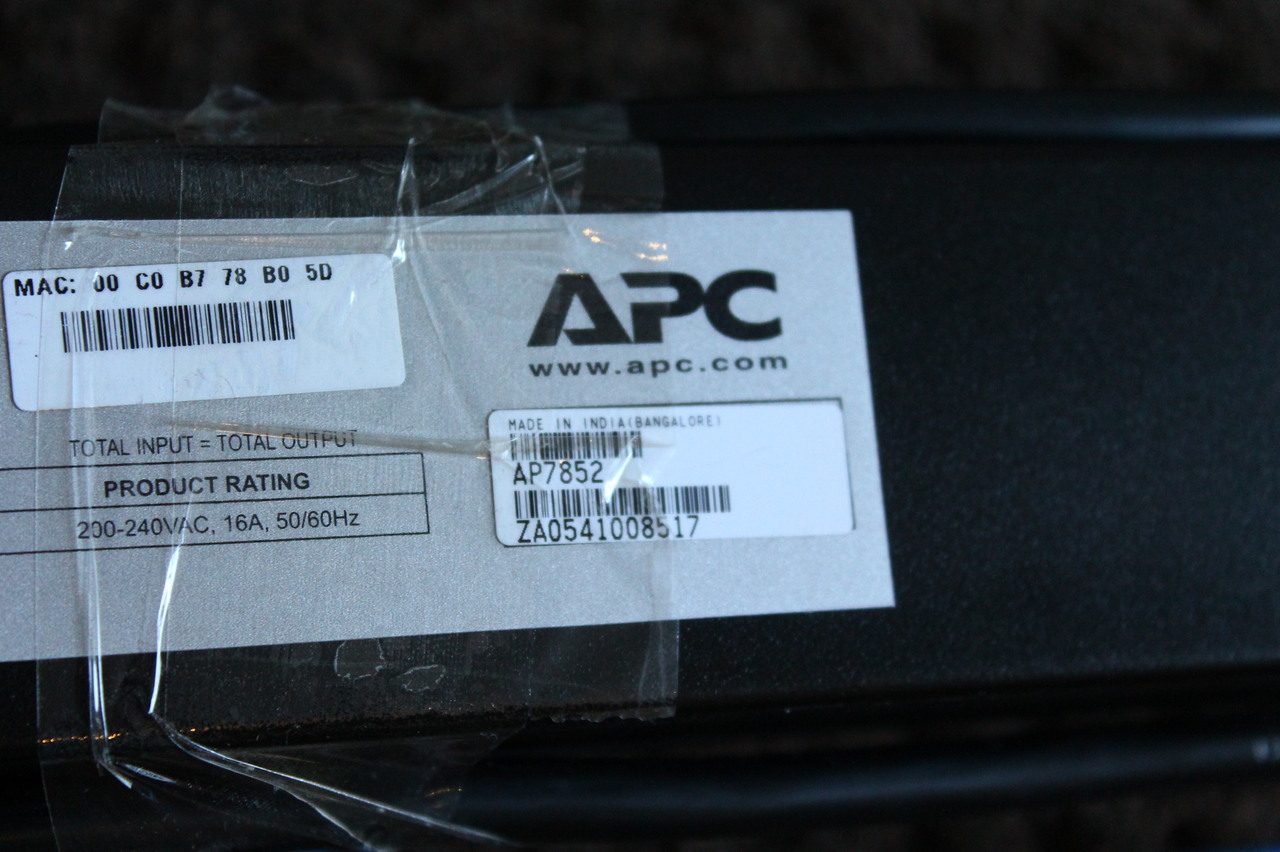 MAC: 00 C0 B7 78 B0 5D
APC
www.apc.com
MADE IN INDIA(BANGALORE)
AP7852
ZA0541008517
TOTAL INPUT = TOTAL OUTPUT
PRODUCT RATING
200-240VAC, 16A, 50/60Hz